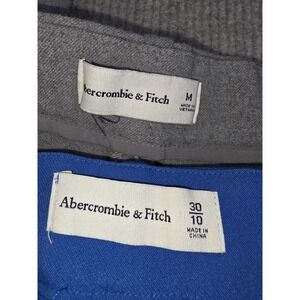 Abercrombie & Fitch
M
MADE IN
VIETNAM
Abercrombie & Fitch
30
10
MADE IN
CHINA